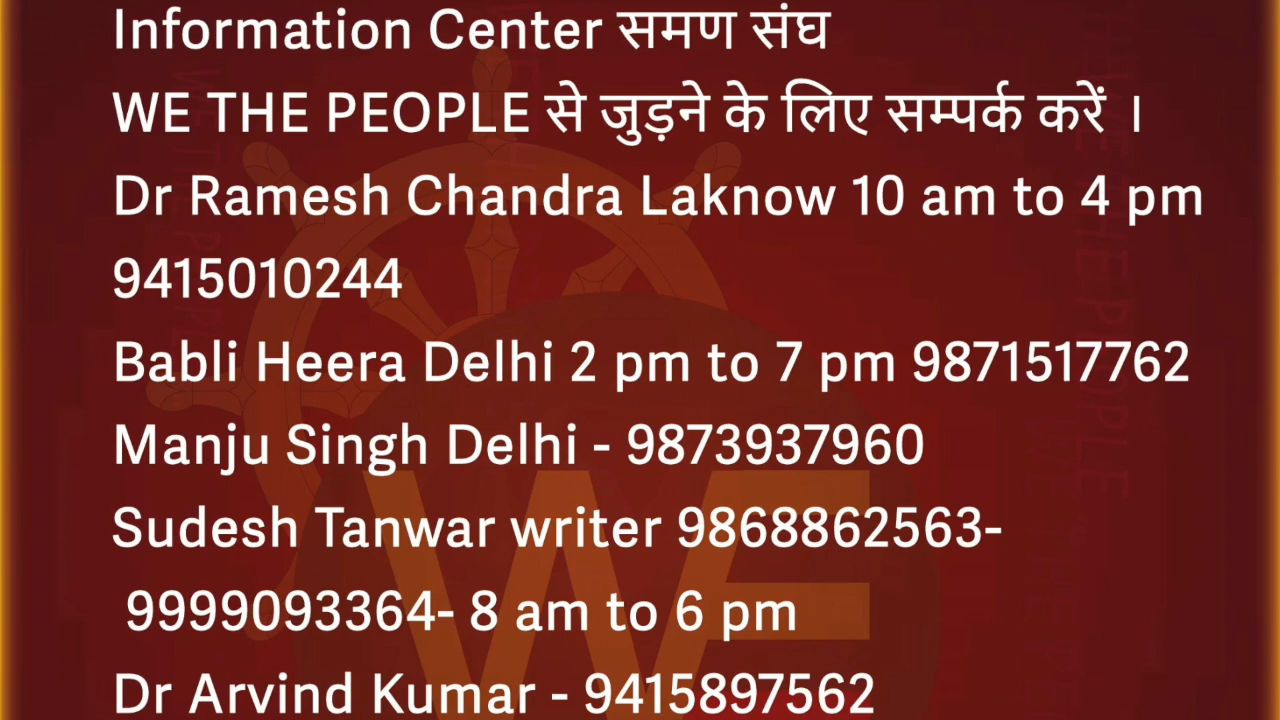 Information Center समण संघ
WE THE PEOPLE से जुड़ने के लिए सम्पर्क करें ।
Dr Ramesh Chandra Laknow 10 am to 4 pm
9415010244
Babli Heera Delhi 2 pm to 7 pm 9871517762
Manju Singh Delhi - 9873937960
Sudesh Tanwar writer 9868862563-
9999093364- 8 am to 6 pm
Dr Arvind Kumar - 9415897562
WE